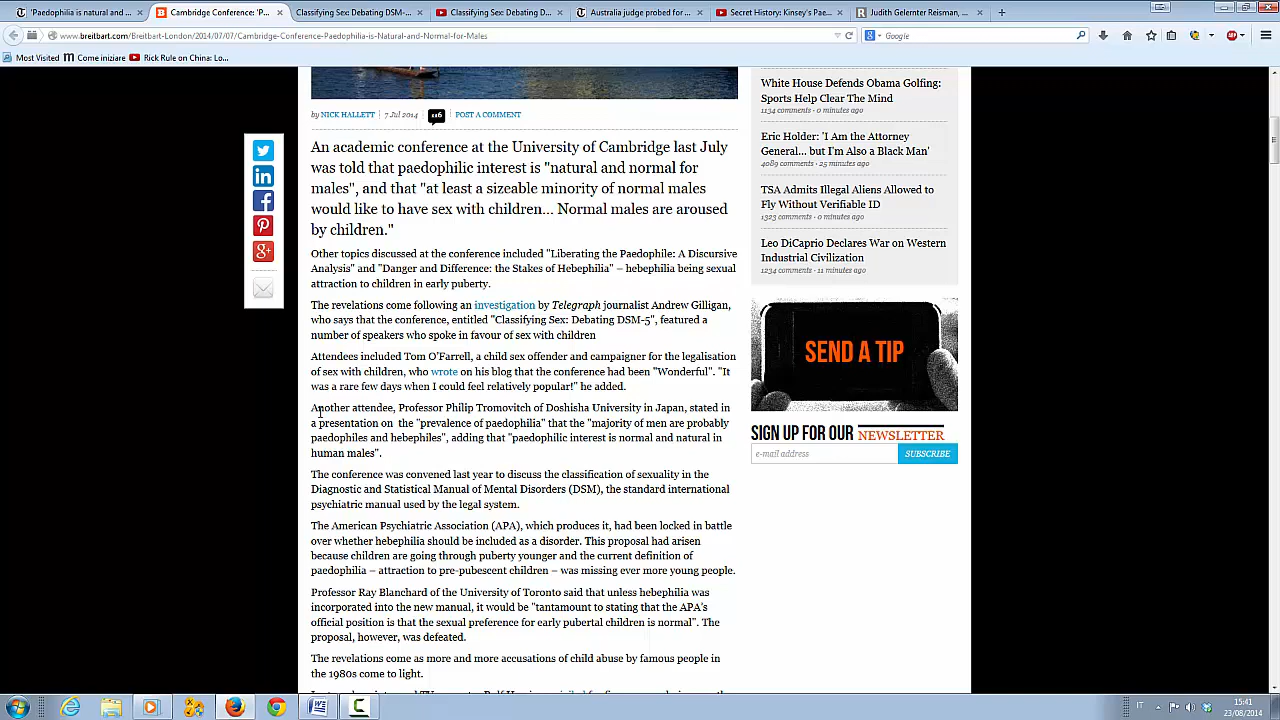 'Paedophilia is natural and ...
Cambridge Conference: 'P...
Classifying Sex: Debating DSM-...
Classifying Sex: Debating D...
Australia judge probed for ...
Secret History: Kinsey's Pae...
Judith Gelernter Reisman, ...
www.breitbart.com/Breitbart-London/2014/07/07/Cambridge-Conference-Paedophilia-is-Natural-and-Normal-for-Males
Google
Most Visited
Come iniziare
Rick Rule on China: Lo...
by NICK HALLETT | 7 Jul 2014 | 116 | POST A COMMENT
An academic conference at the University of Cambridge last July
was told that paedophilic interest is "natural and normal for
males", and that "at least a sizeable minority of normal males
would like to have sex with children... Normal males are aroused
by children."
Other topics discussed at the conference included "Liberating the Paedophile: A Discursive
Analysis" and "Danger and Difference: the Stakes of Hebephilia" – hebephilia being sexual
attraction to children in early puberty.
The revelations come following an investigation by Telegraph journalist Andrew Gilligan,
who says that the conference, entitled "Classifying Sex: Debating DSM-5", featured a
number of speakers who spoke in favour of sex with children
Attendees included Tom O'Farrell, a child sex offender and campaigner for the legalisation
of sex with children, who wrote on his blog that the conference had been "Wonderful". "It
was a rare few days when I could feel relatively popular!" he added.
Another attendee, Professor Philip Tromovitch of Doshisha University in Japan, stated in
a presentation on the "prevalence of paedophilia" that the "majority of men are probably
paedophiles and hebephiles", adding that "paedophilic interest is normal and natural in
human males".
The conference was convened last year to discuss the classification of sexuality in the
Diagnostic and Statistical Manual of Mental Disorders (DSM), the standard international
psychiatric manual used by the legal system.
The American Psychiatric Association (APA), which produces it, had been locked in battle
over whether hebephilia should be included as a disorder. This proposal had arisen
because children are going through puberty younger and the current definition of
paedophilia – attraction to pre-pubescent children – was missing ever more young people.
Professor Ray Blanchard of the University of Toronto said that unless hebephilia was
incorporated into the new manual, it would be "tantamount to stating that the APA's
official position is that the sexual preference for early pubertal children is normal". The
proposal, however, was defeated.
The revelations come as more and more accusations of child abuse by famous people in
the 1980s come to light.
White House Defends Obama Golfing:
Sports Help Clear The Mind
1134 comments · 0 minutes ago
Eric Holder: 'I Am the Attorney
General... but I'm Also a Black Man'
4089 comments · 25 minutes ago
TSA Admits Illegal Aliens Allowed to
Fly Without Verifiable ID
1323 comments · 0 minutes ago
Leo DiCaprio Declares War on Western
Industrial Civilization
1234 comments · 11 minutes ago
SEND A TIP
SIGN UP FOR OUR NEWSLETTER
e-mail address
SUBSCRIBE
IT
15:41
23/08/2014